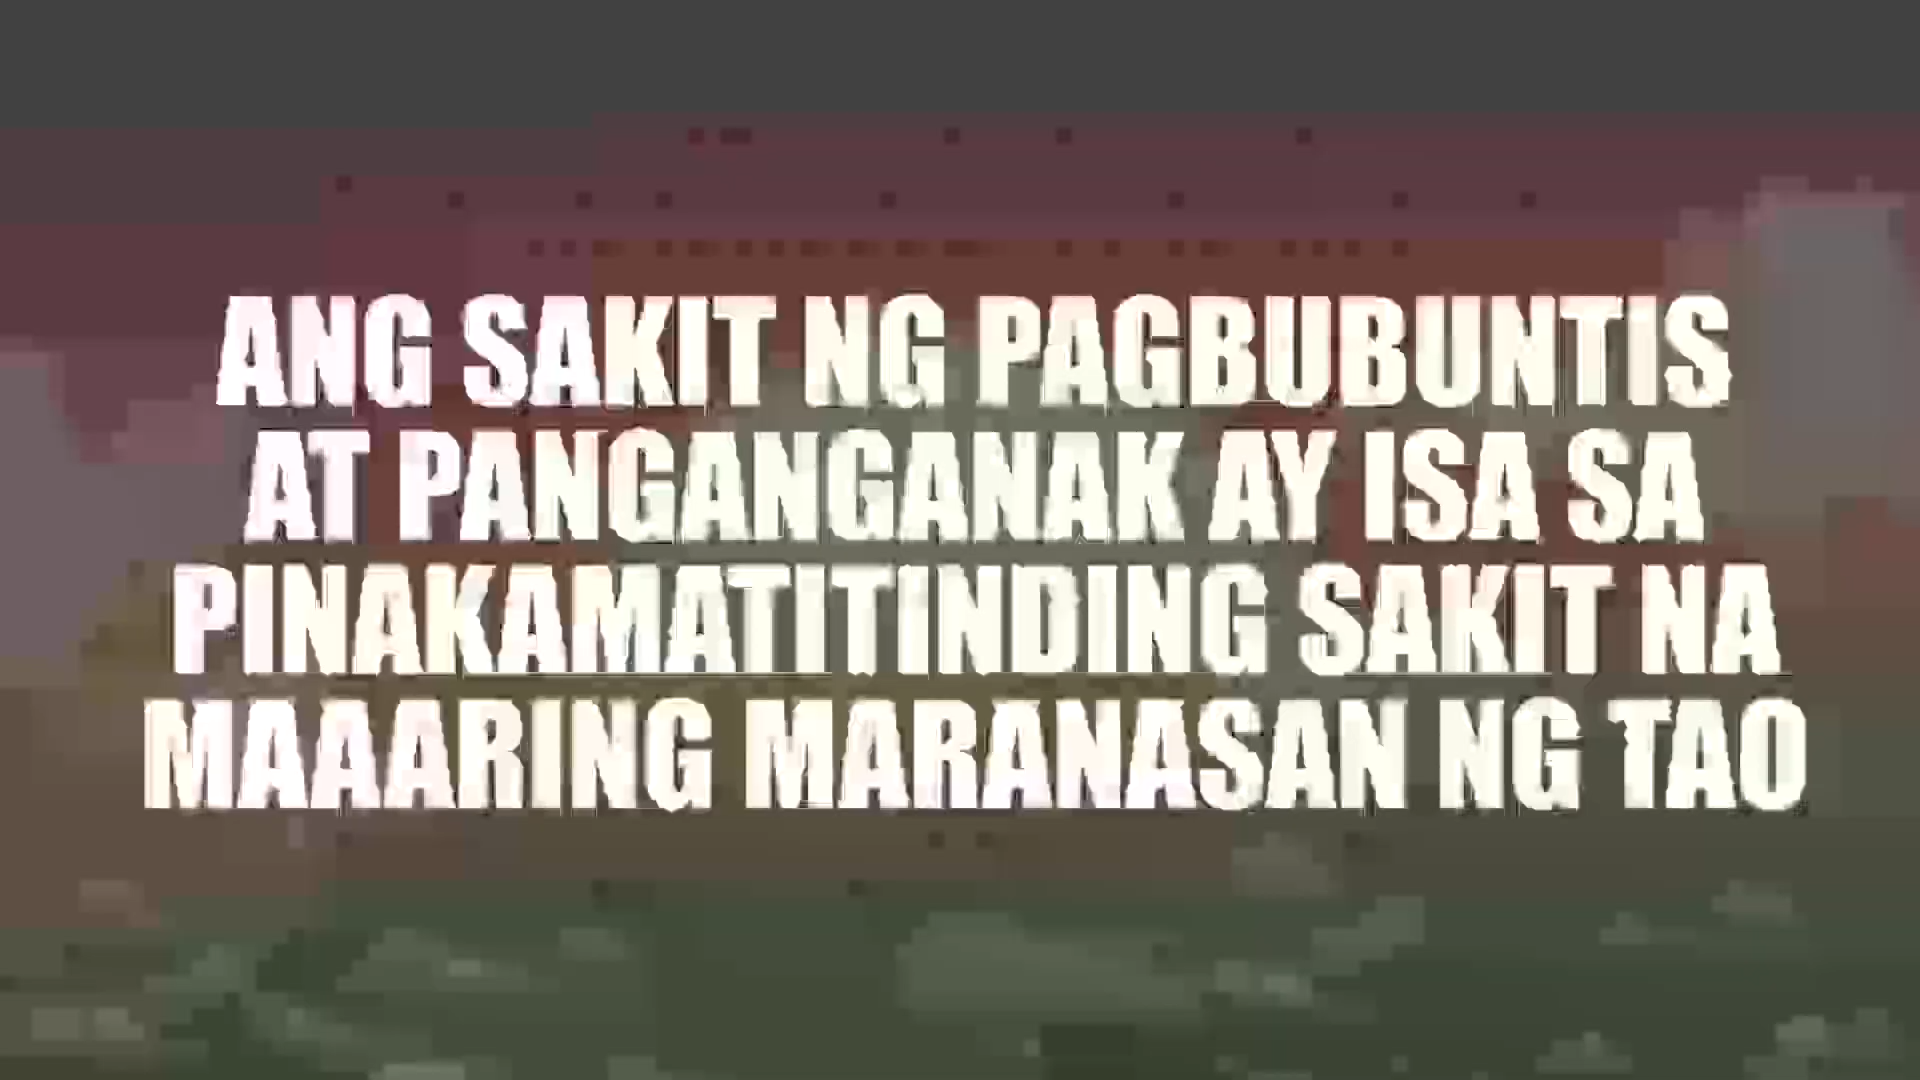 ANG SAKIT NG PAGBUBUNTIS
AT PANGANGANAK AY ISA SA
PINAKAMATITINDING SAKIT NA
MAAARING MARANASAN NG TAO